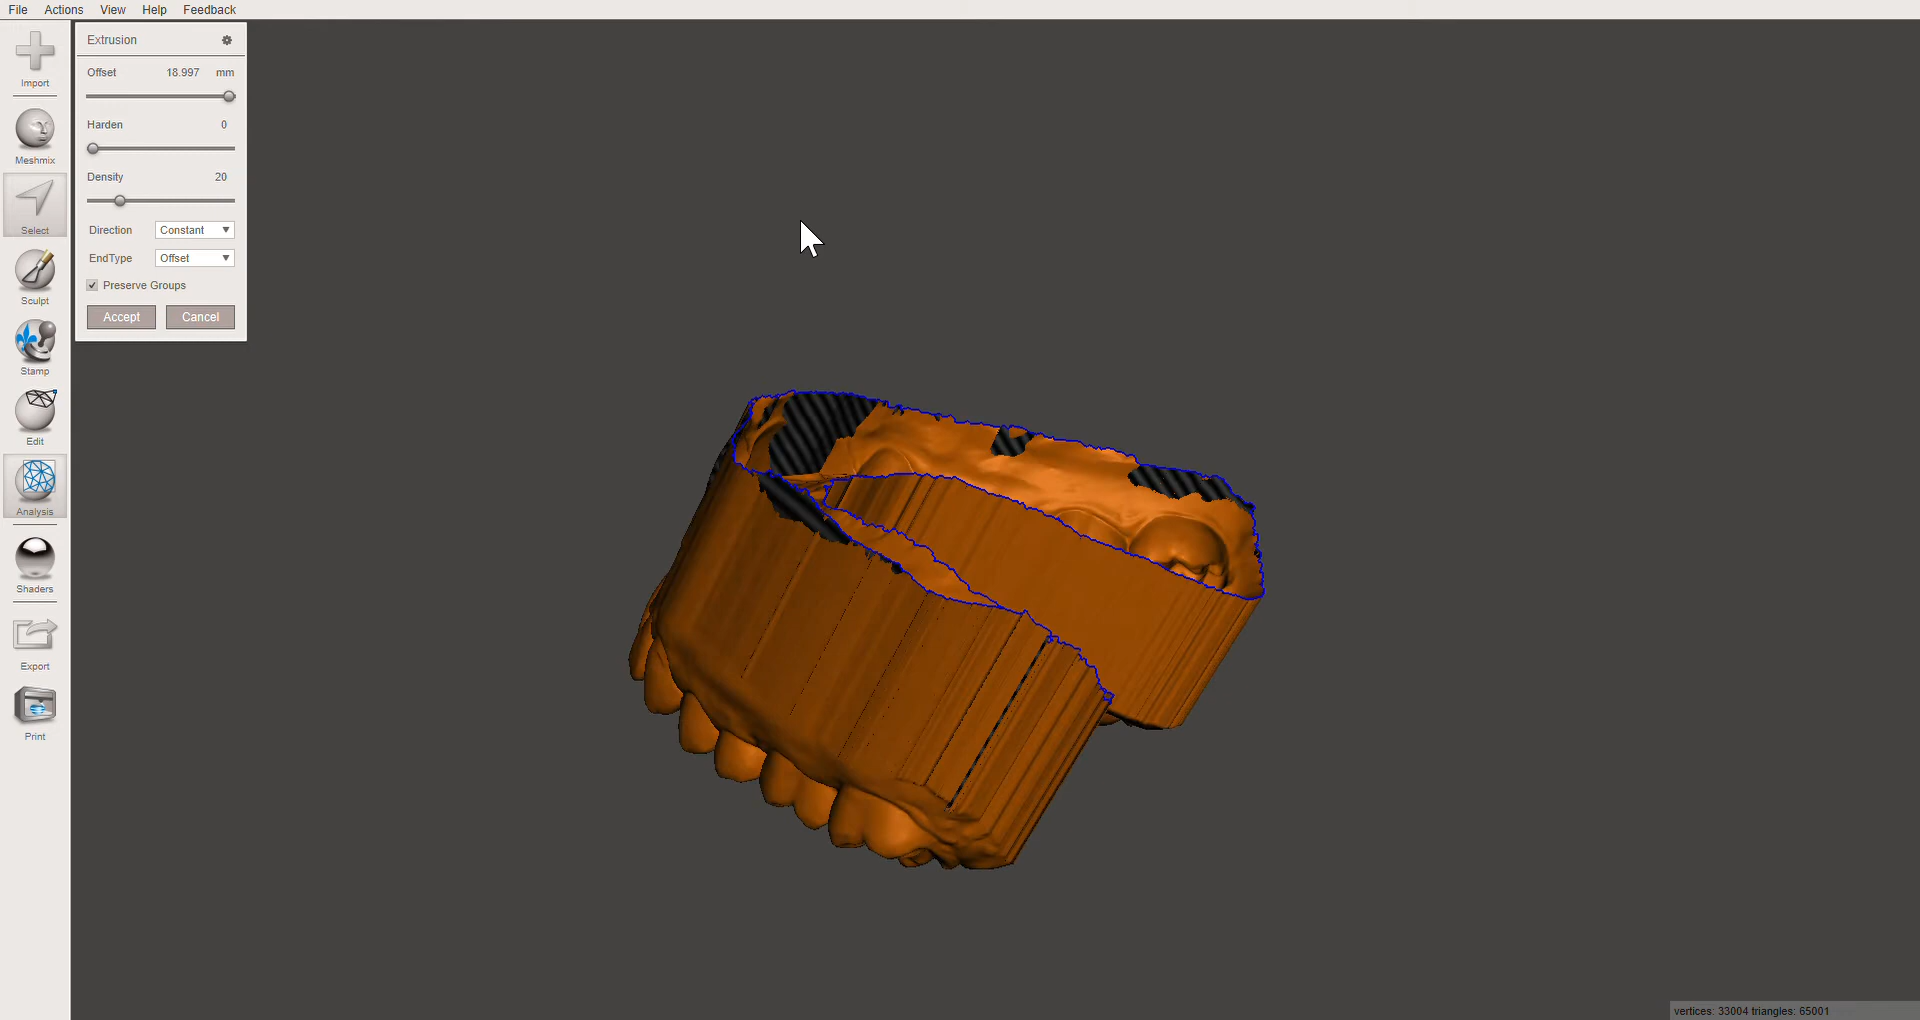 File Actions View Help Feedback
Import
Meshmix
Select
Sculpt
Stamp
Edit
Analysis
Shaders
Export
Print
Extrusion
Offset 18.997 mm
Harden 0
Density 20
Direction Constant
EndType Offset
Preserve Groups
Accept Cancel
vertices: 33004 triangles: 65001